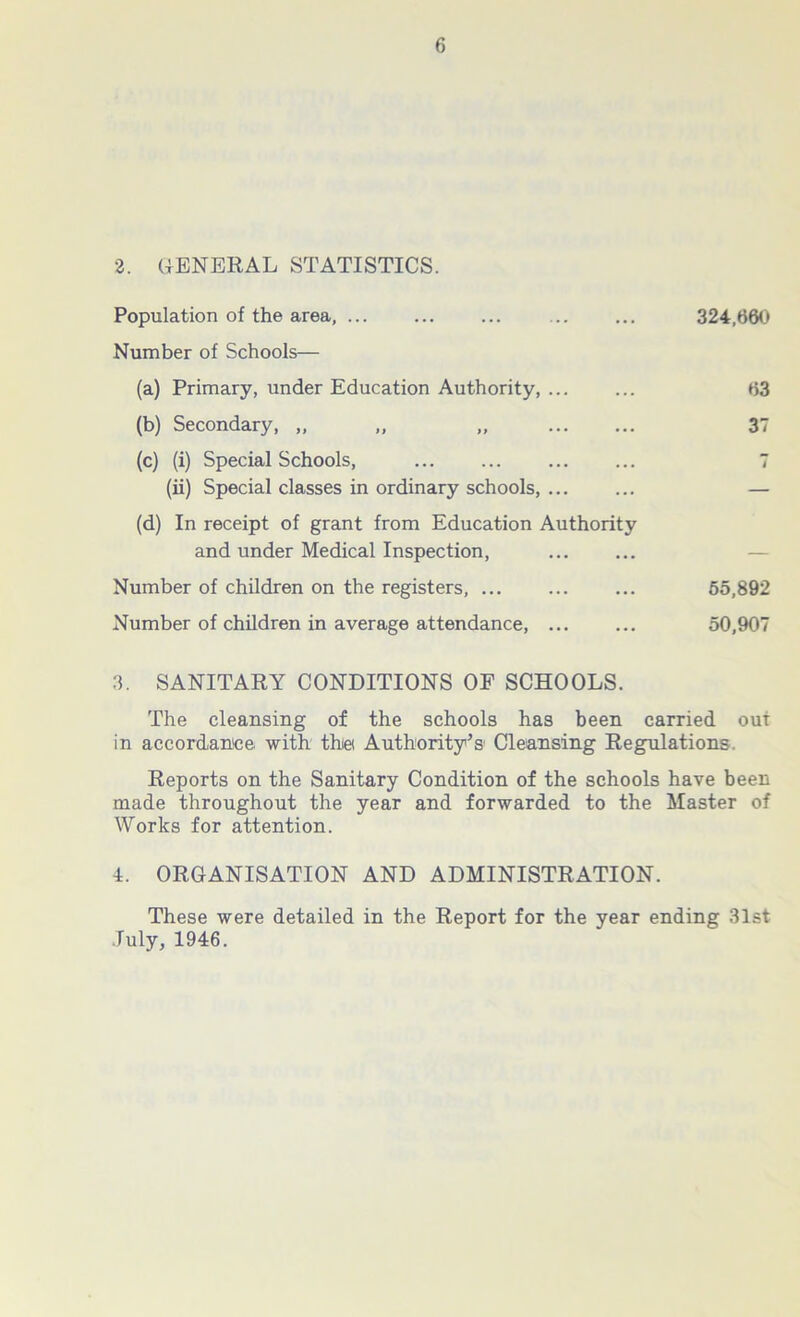 6
2. GENERAL STATISTICS.
Population of the area, ... ... ... ... ... 324,660
Number of Schools—
(a) Primary, under Education Authority, ... ... 63
(b) Secondary, ,, ,, ,, ... ... 37
(c) (i) Special Schools, ... ... ... ... 7
(ii) Special classes in ordinary schools, ... ... —
(d) In receipt of grant from Education Authority
and under Medical Inspection, ... ... —
Number of children on the registers, ... ... ... 55,892
Number of children in average attendance, ... ... 50,907
3. SANITARY CONDITIONS OF SCHOOLS.
The cleansing of the schools has been carried out
in accordance with the Authority's Cleansing Regulations.
Reports on the Sanitary Condition of the schools have been
made throughout the year and forwarded to the Master of
Works for attention.
4. ORGANISATION AND ADMINISTRATION.
These were detailed in the Report for the year ending 31st
July, 1946.